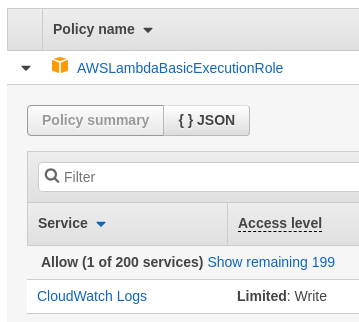 Policy name
AWSLambdaBasicExecutionRole
Policy summary { } JSON
Filter
Service Access level
Allow (1 of 200 services) Show remaining 199
CloudWatch Logs Limited: Write